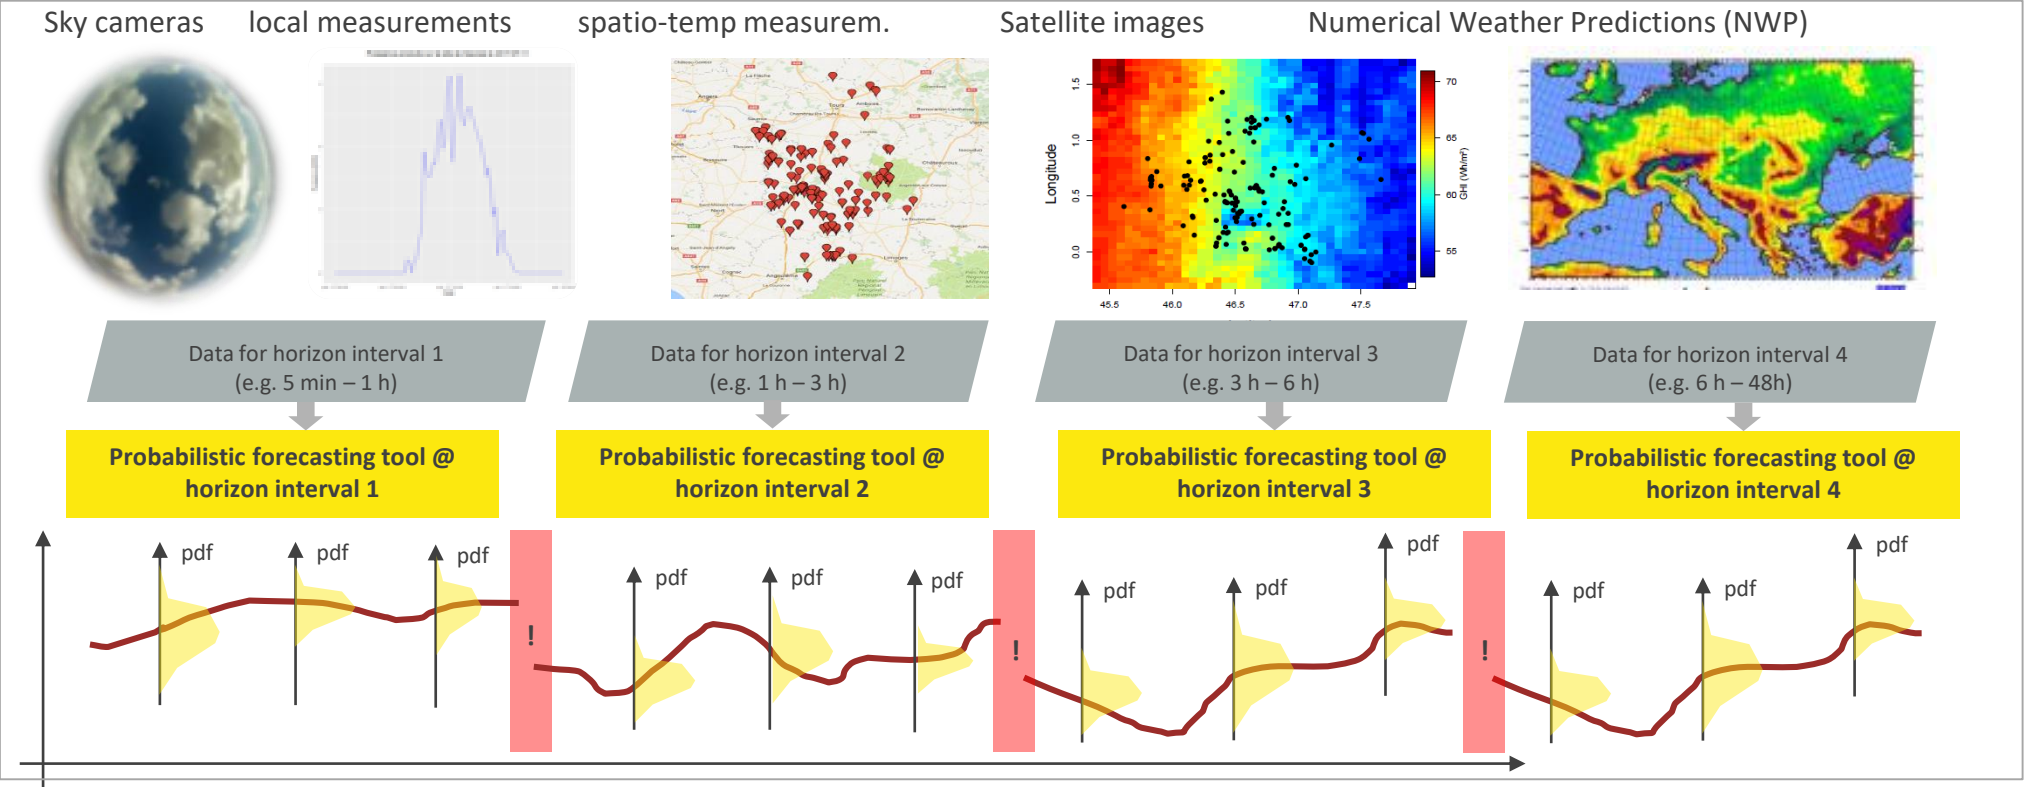 Sky cameras
local measurements
spatio-temp measurem.
Satellite images
Numerical Weather Predictions (NWP)
Tours
Angers
Limoges
Longitude
1.5
1.0
0.5
0.0
45.5
46.0
46.5
47.0
47.5
70
65
60
55
GHI (Wh/m²)
Data for horizon interval 1
(e.g. 5 min – 1 h)
Data for horizon interval 2
(e.g. 1 h – 3 h)
Data for horizon interval 3
(e.g. 3 h – 6 h)
Data for horizon interval 4
(e.g. 6 h – 48h)
Probabilistic forecasting tool @
horizon interval 1
Probabilistic forecasting tool @
horizon interval 2
Probabilistic forecasting tool @
horizon interval 3
Probabilistic forecasting tool @
horizon interval 4
pdf
pdf
pdf
!
pdf
pdf
pdf
!
pdf
pdf
pdf
!
pdf
pdf
pdf